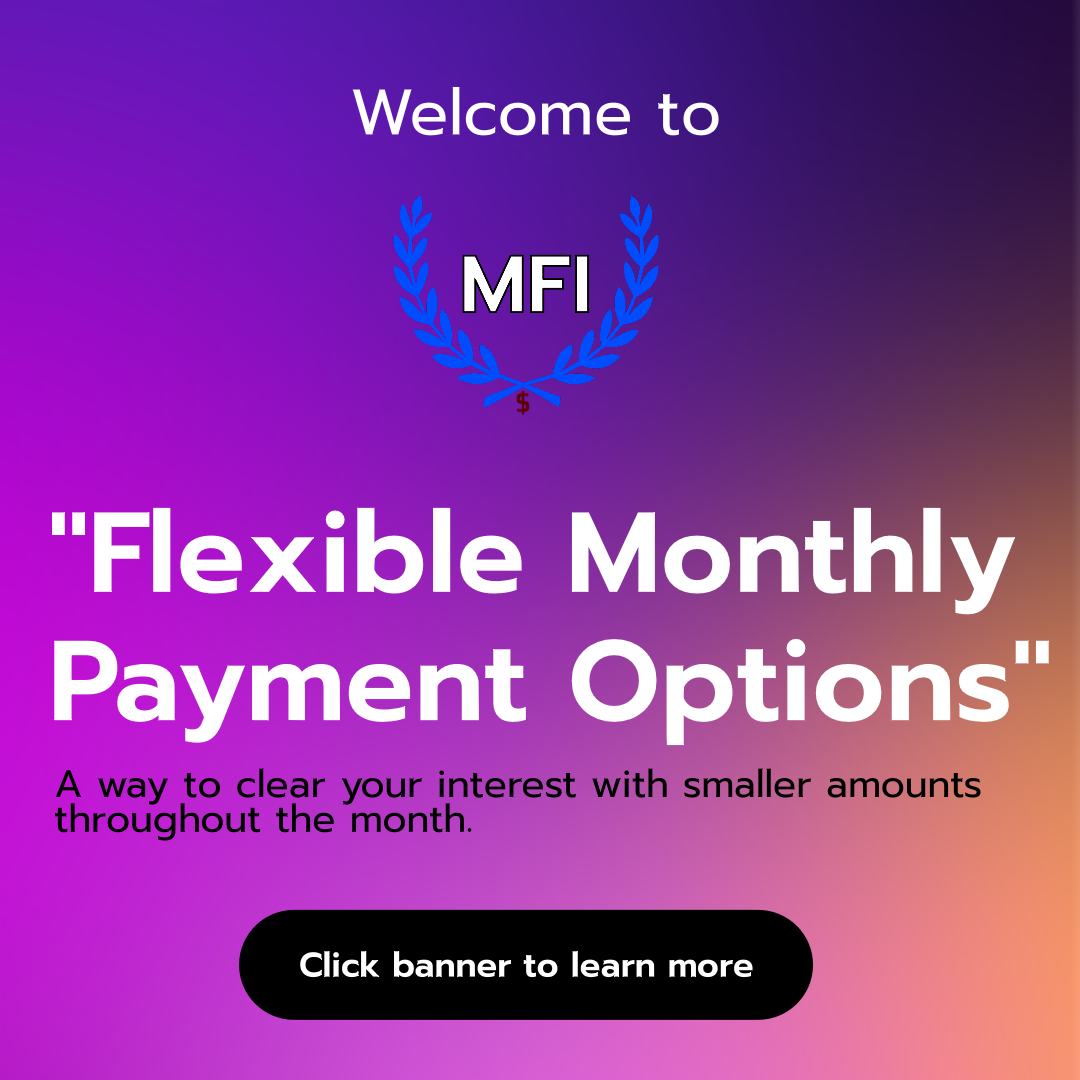 Welcome to
MFI
$
"Flexible Monthly
Payment Options"
A way to clear your interest with smaller amounts
throughout the month.
Click banner to learn more